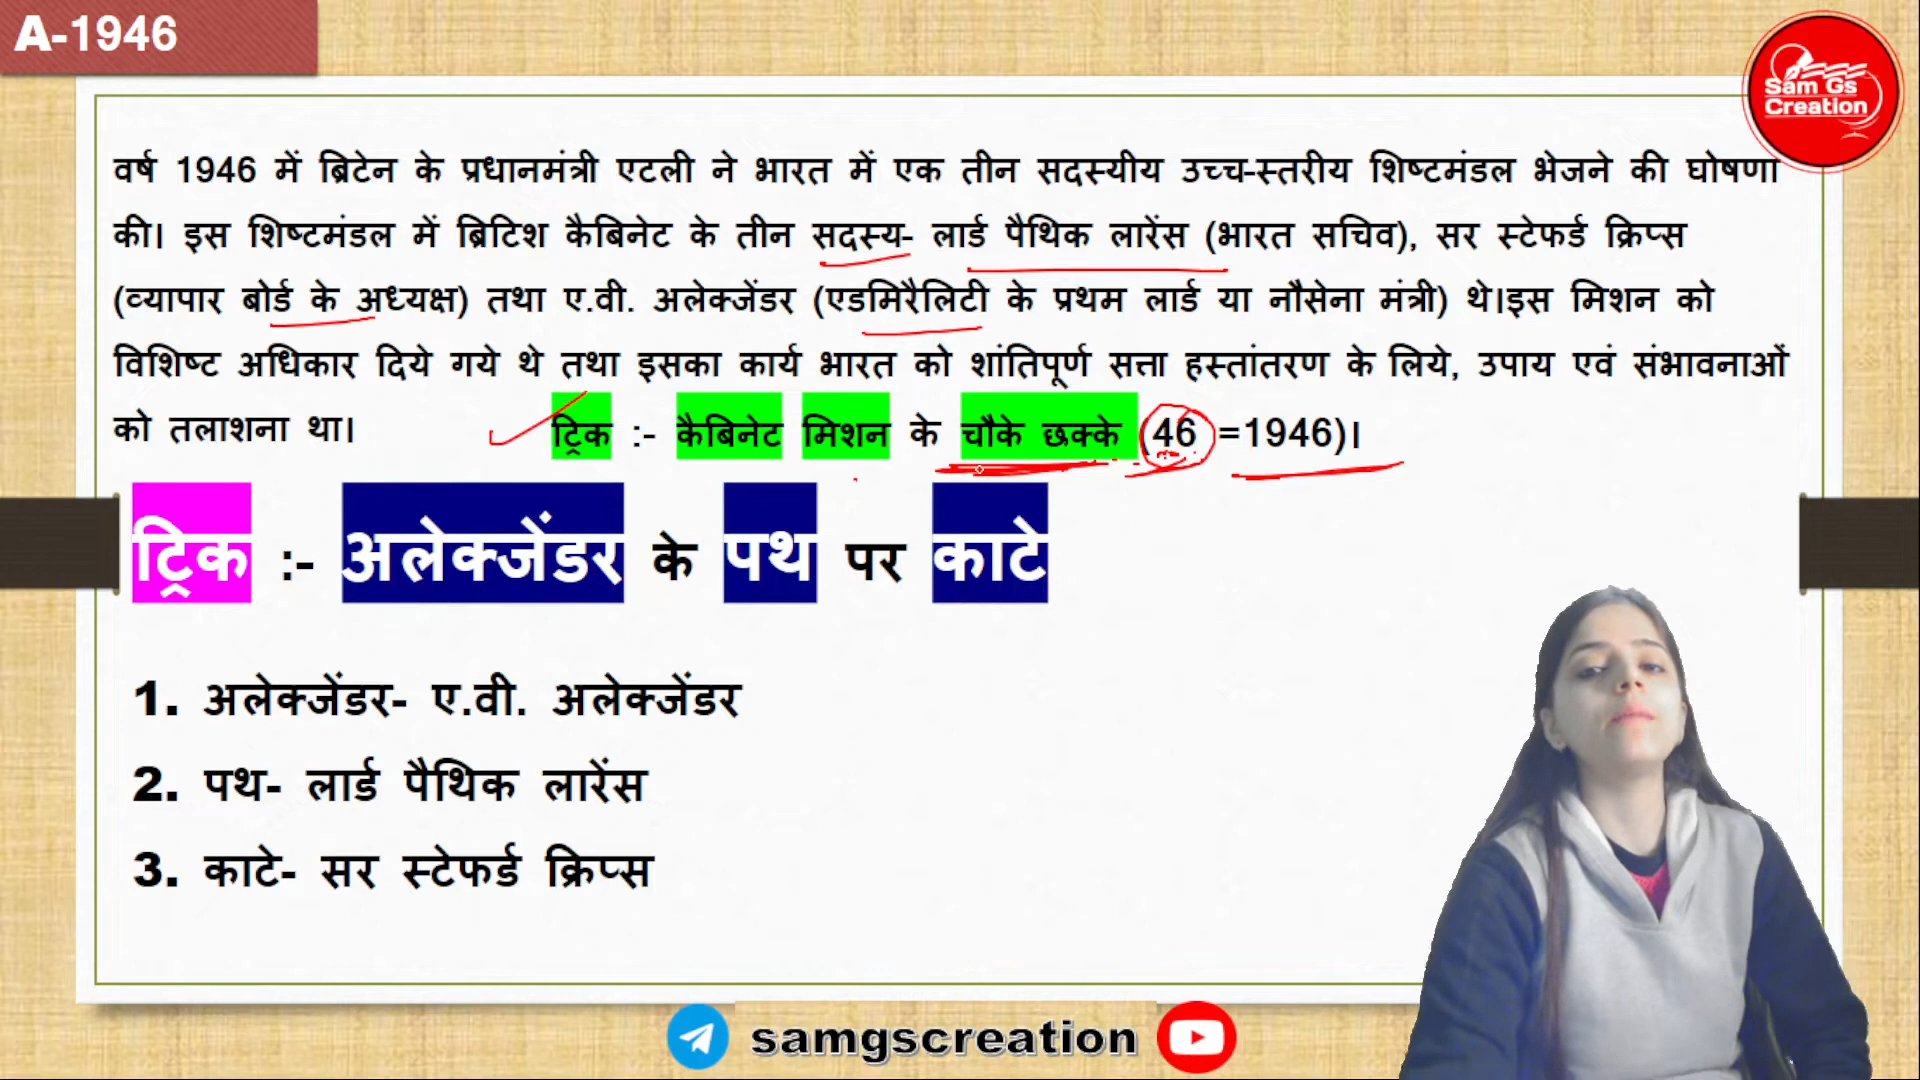 A-1946
Sam Gs
Creation
वर्ष 1946 में ब्रिटेन के प्रधानमंत्री एटली ने भारत में एक तीन सदस्यीय उच्च-स्तरीय शिष्टमंडल भेजने की घोषणा
की। इस शिष्टमंडल में ब्रिटिश कैबिनेट के तीन सदस्य- लार्ड पैथिक लारेंस (भारत सचिव), सर स्टेफर्ड क्रिप्स
(व्यापार बोर्ड के अध्यक्ष) तथा ए.वी. अलेक्जेंडर (एडमिरैलिटी के प्रथम लार्ड या नौसेना मंत्री) थे।इस मिशन को
विशिष्ट अधिकार दिये गये थे तथा इसका कार्य भारत को शांतिपूर्ण सत्ता हस्तांतरण के लिये, उपाय एवं संभावनाओं
को तलाशना था। ट्रिक :- कैबिनेट मिशन के चौके छक्के (46 =1946)।
ट्रिक :- अलेक्जेंडर के पथ पर काटे
1. अलेक्जेंडर- ए.वी. अलेक्जेंडर
2. पथ- लार्ड पैथिक लारेंस
3. काटे- सर स्टेफर्ड क्रिप्स
samgscreation